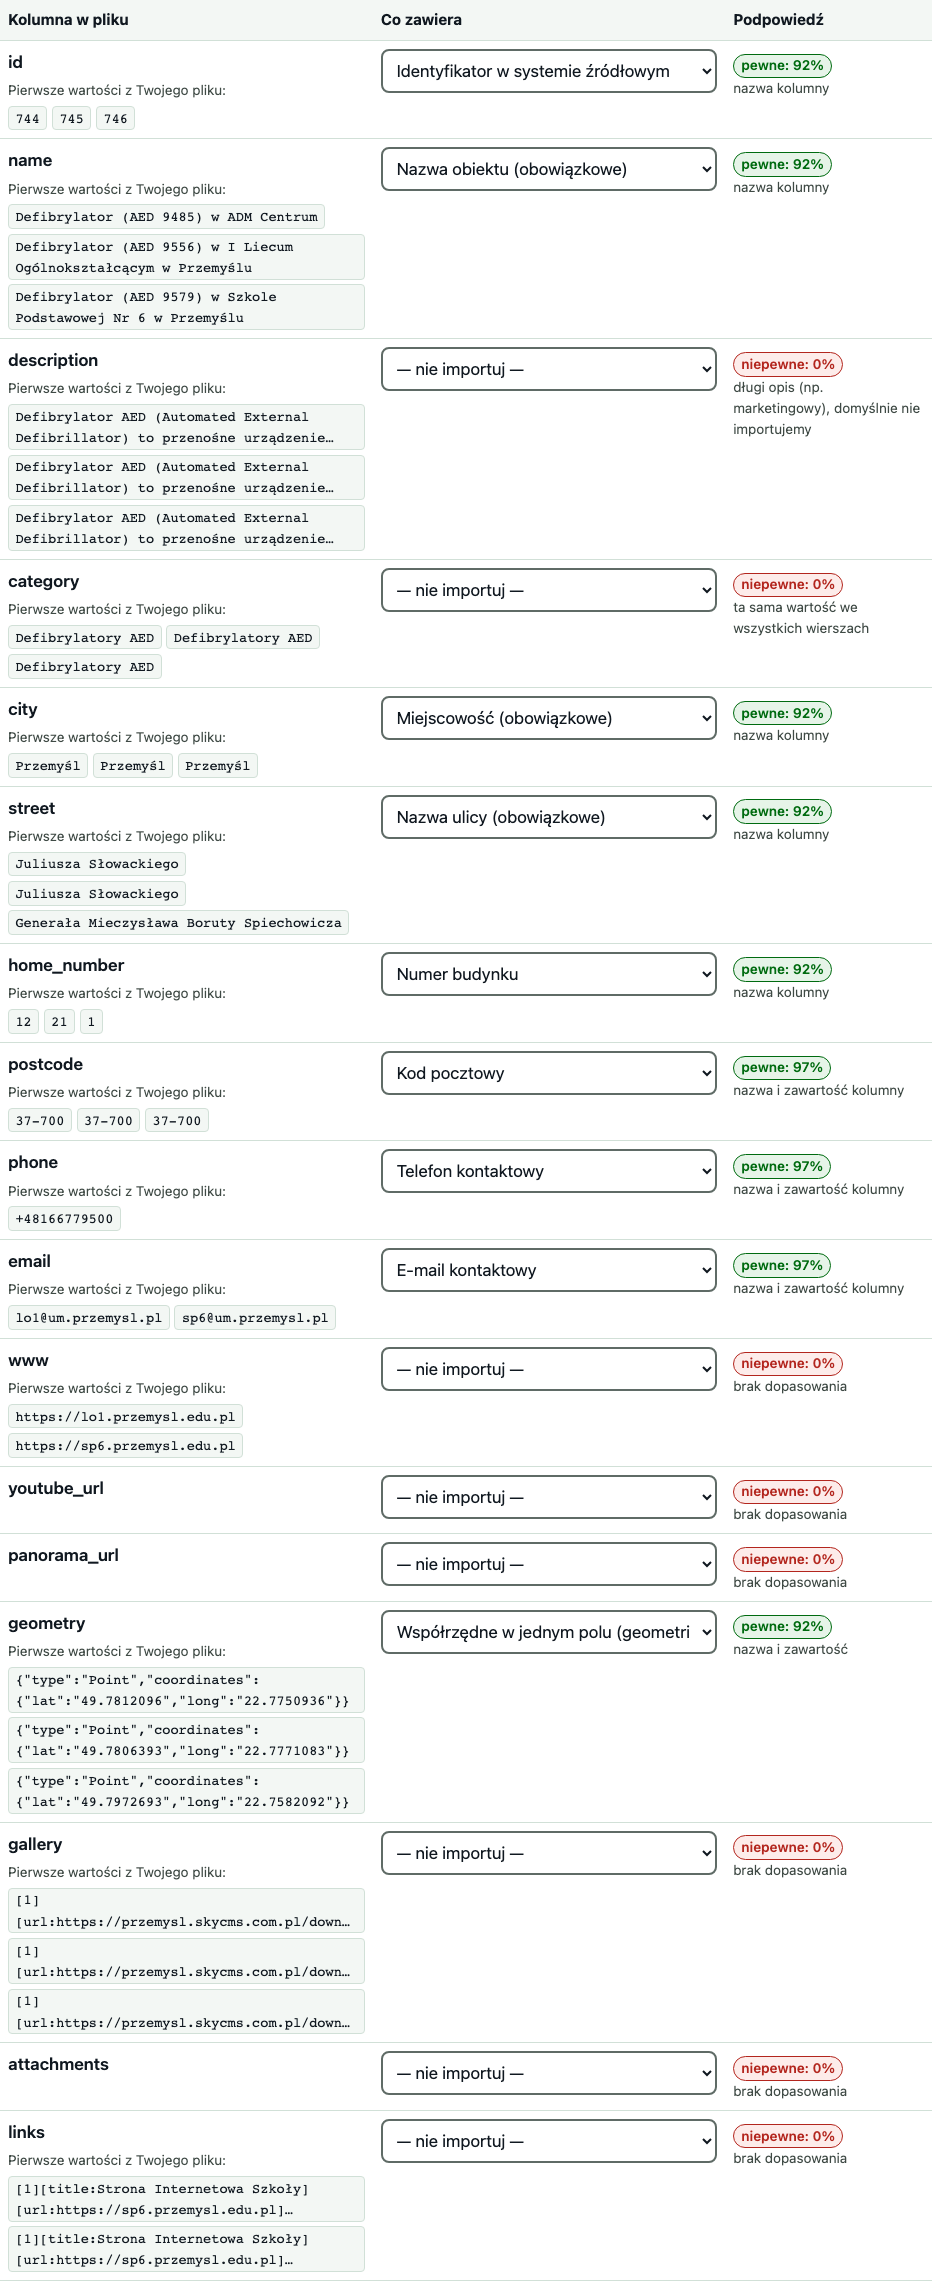 Kolumna w pliku Co zawiera Podpowiedź
id
Identyfikator w systemie źródłowym
pewne: 92%
nazwa kolumny
Pierwsze wartości z Twojego pliku:
744 745 746
name
Nazwa obiektu (obowiązkowe)
pewne: 92%
nazwa kolumny
Pierwsze wartości z Twojego pliku:
Defibrylator (AED 9485) w ADM Centrum
Defibrylator (AED 9556) w I Liecum
Ogólnokształcącym w Przemyślu
Defibrylator (AED 9579) w Szkole
Podstawowej Nr 6 w Przemyślu
description
— nie importuj —
niepewne: 0%
długi opis (np.
marketingowy), domyślnie nie
importujemy
Pierwsze wartości z Twojego pliku:
Defibrylator AED (Automated External
Defibrillator) to przenośne urządzenie…
Defibrylator AED (Automated External
Defibrillator) to przenośne urządzenie…
Defibrylator AED (Automated External
Defibrillator) to przenośne urządzenie…
category
— nie importuj —
niepewne: 0%
ta sama wartość we
wszystkich wierszach
Pierwsze wartości z Twojego pliku:
Defibrylatory AED Defibrylatory AED
Defibrylatory AED
city
Miejscowość (obowiązkowe)
pewne: 92%
nazwa kolumny
Pierwsze wartości z Twojego pliku:
Przemyśl Przemyśl Przemyśl
street
Nazwa ulicy (obowiązkowe)
pewne: 92%
nazwa kolumny
Pierwsze wartości z Twojego pliku:
Juliusza Słowackiego
Juliusza Słowackiego
Generała Mieczysława Boruty Spiechowicza
home_number
Numer budynku
pewne: 92%
nazwa kolumny
Pierwsze wartości z Twojego pliku:
12 21 1
postcode
Kod pocztowy
pewne: 97%
nazwa i zawartość kolumny
Pierwsze wartości z Twojego pliku:
37-700 37-700 37-700
phone
Telefon kontaktowy
pewne: 97%
nazwa i zawartość kolumny
Pierwsze wartości z Twojego pliku:
+48166779500
email
E-mail kontaktowy
pewne: 97%
nazwa i zawartość kolumny
Pierwsze wartości z Twojego pliku:
lo1@um.przemysl.pl sp6@um.przemysl.pl
www
— nie importuj —
niepewne: 0%
brak dopasowania
Pierwsze wartości z Twojego pliku:
https://lo1.przemysl.edu.pl
https://sp6.przemysl.edu.pl
youtube_url
— nie importuj —
niepewne: 0%
brak dopasowania
panorama_url
— nie importuj —
niepewne: 0%
brak dopasowania
geometry
Współrzędne w jednym polu (geometri
pewne: 92%
nazwa i zawartość
Pierwsze wartości z Twojego pliku:
{"type":"Point","coordinates":
{"lat":"49.7812096","long":"22.7750936"}}
{"type":"Point","coordinates":
{"lat":"49.7806393","long":"22.7771083"}}
{"type":"Point","coordinates":
{"lat":"49.7972693","long":"22.7582092"}}
gallery
— nie importuj —
niepewne: 0%
brak dopasowania
Pierwsze wartości z Twojego pliku:
[1]
[url:https://przemysl.skycms.com.pl/down…
[1]
[url:https://przemysl.skycms.com.pl/down…
[1]
[url:https://przemysl.skycms.com.pl/down…
attachments
— nie importuj —
niepewne: 0%
brak dopasowania
links
— nie importuj —
niepewne: 0%
brak dopasowania
Pierwsze wartości z Twojego pliku:
[1][title:Strona Internetowa Szkoły]
[url:https://sp6.przemysl.edu.pl]…
[1][title:Strona Internetowa Szkoły]
[url:https://sp6.przemysl.edu.pl]…